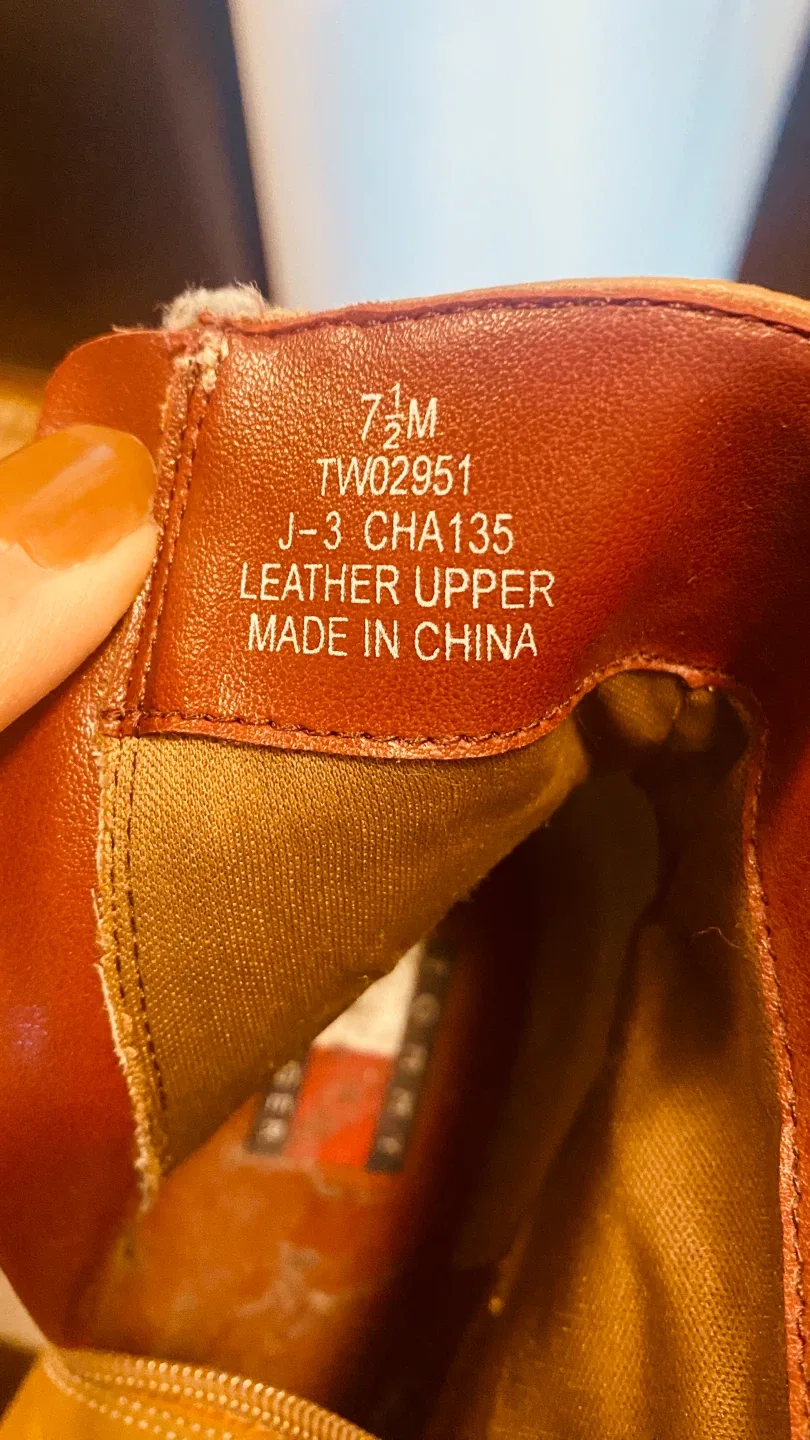 7½M
TW02951
J-3 CHA135
LEATHER UPPER
MADE IN CHINA